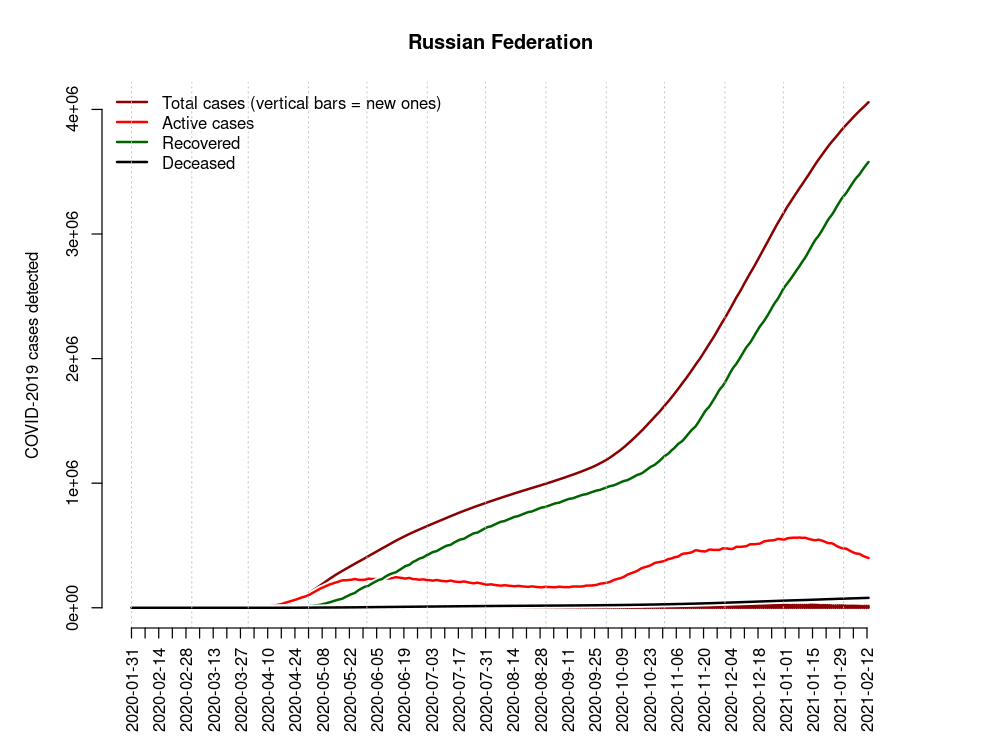 Russian Federation
Total cases (vertical bars = new ones)
Active cases
Recovered
Deceased
COVID-2019 cases detected
4e+06
3e+06
2e+06
1e+06
0e+00
2020-01-31
2020-02-14
2020-02-28
2020-03-13
2020-03-27
2020-04-10
2020-04-24
2020-05-08
2020-05-22
2020-06-05
2020-06-19
2020-07-03
2020-07-17
2020-07-31
2020-08-14
2020-08-28
2020-09-11
2020-09-25
2020-10-09
2020-10-23
2020-11-06
2020-11-20
2020-12-04
2020-12-18
2021-01-01
2021-01-15
2021-01-29
2021-02-12